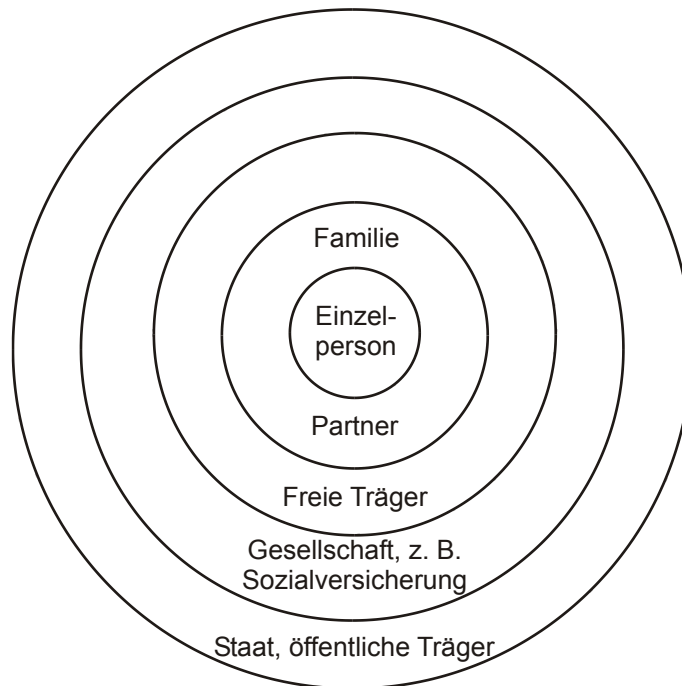 Familie
Einzel-
person
Partner
Freie Träger
Gesellschaft, z. B.
Sozialversicherung
Staat, öffentliche Träger